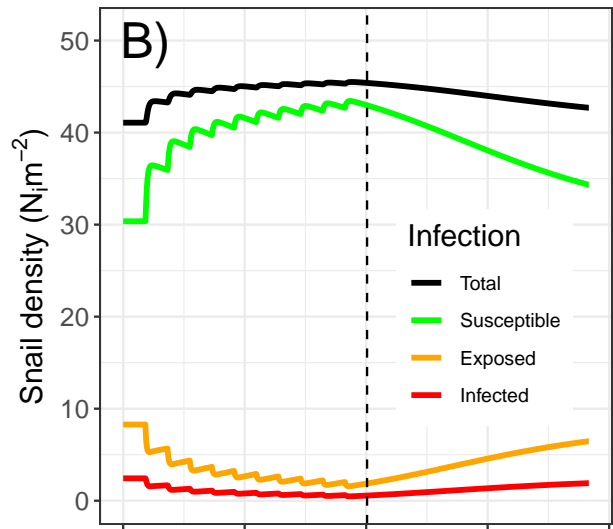 B)
50
40
30
20
10
0
Snail density (Nᵢm⁻²)
Infection
Total
Susceptible
Exposed
Infected